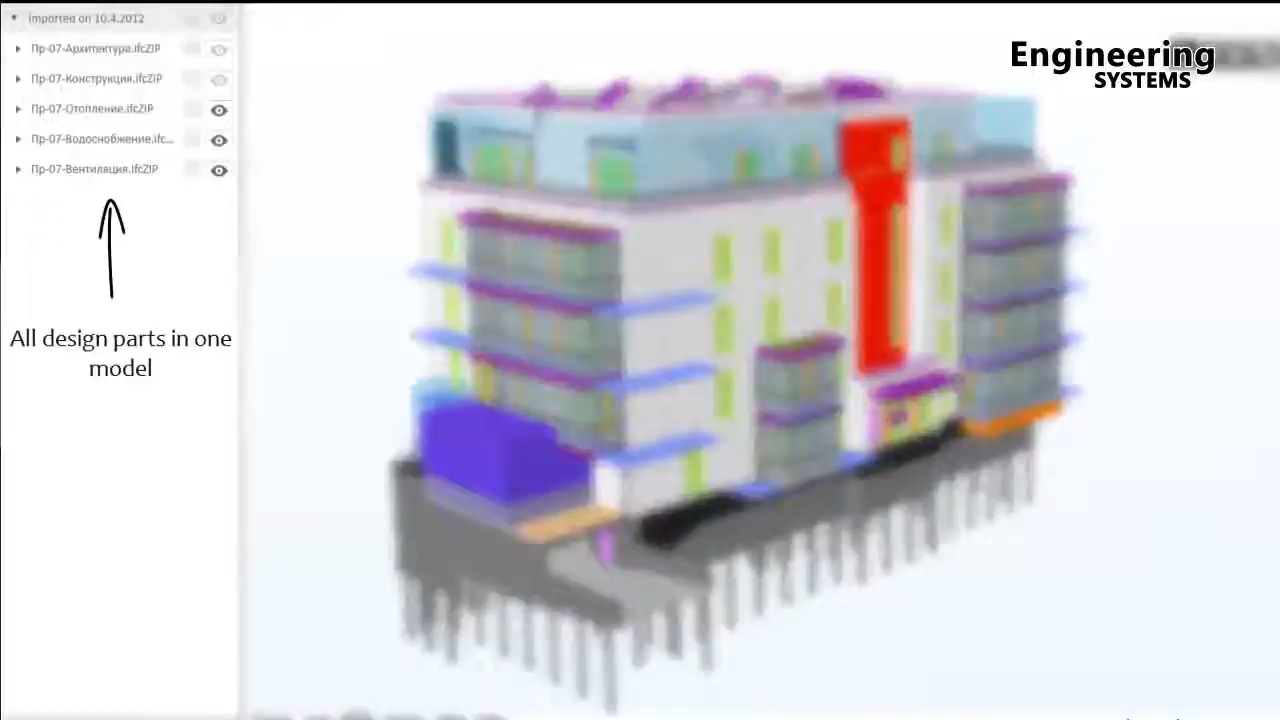 Imported on 10.4.2012
Пр-07-Архитектура.ifcZIP
Пр-07-Конструкция.ifcZIP
Пр-07-Отопление.ifcZIP
Пр-07-Водоснобжение.ifc...
Пр-07-Вентиляция.ifcZIP
All design parts in one
model
Engineering
SYSTEMS